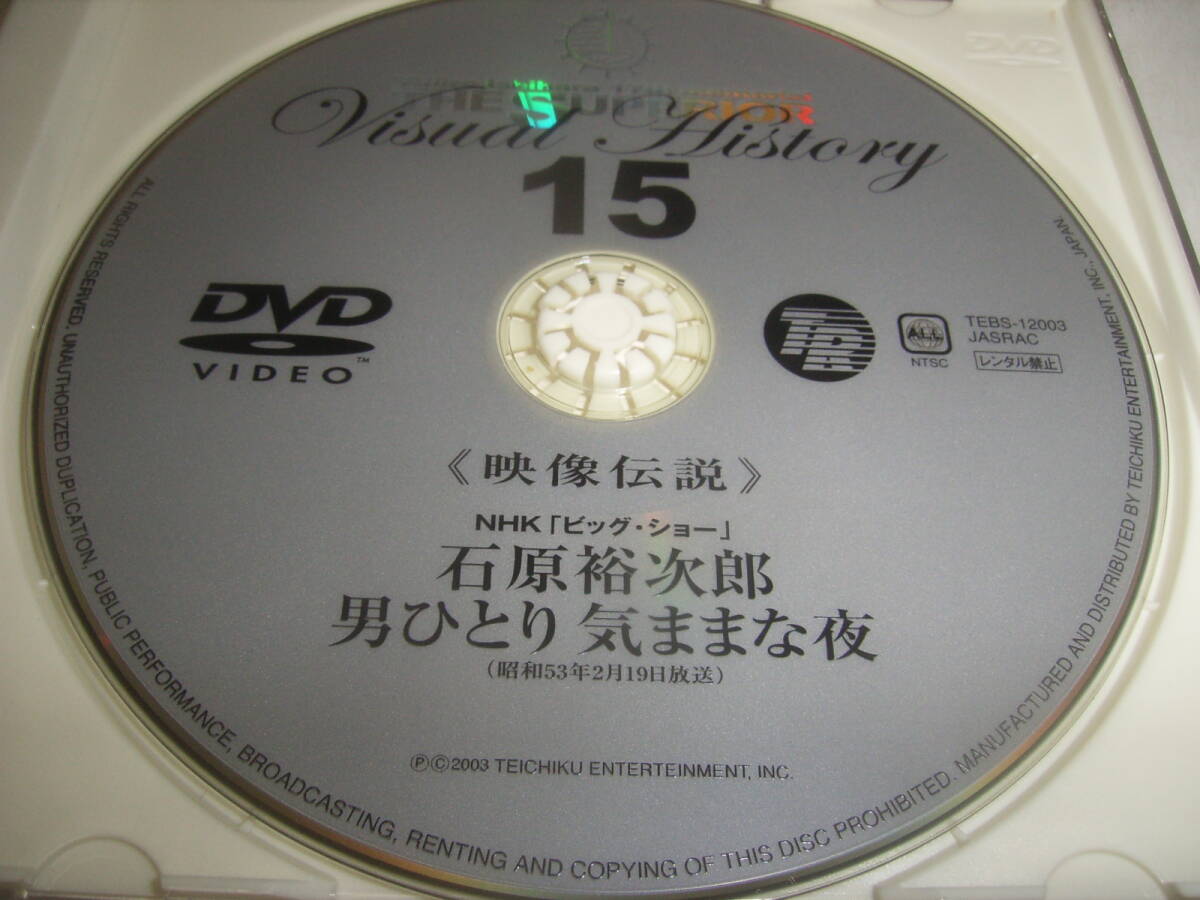 THE SUPERIOR
Visual History
15
DVD
VIDEO
TM
ALL
NTSC
TEBS-12003
JASRAC
レンタル禁止
《映像伝説》
NHK「ビッグ・ショー」
石原裕次郎
男ひとり 気ままな夜
(昭和53年2月19日放送)
ⓅⒸ2003 TEICHIKU ENTERTEINMENT, INC.
ALL RIGHTS RESERVED. UNAUTHORIZED DUPLICATION, PUBLIC PERFORMANCE, BROADCASTING, RENTING AND COPYING OF THIS DISC PROHIBITED. MANUFACTURED AND DISTRIBUTED BY TEICHIKU ENTERTAINMENT, INC., JAPAN.
DVD